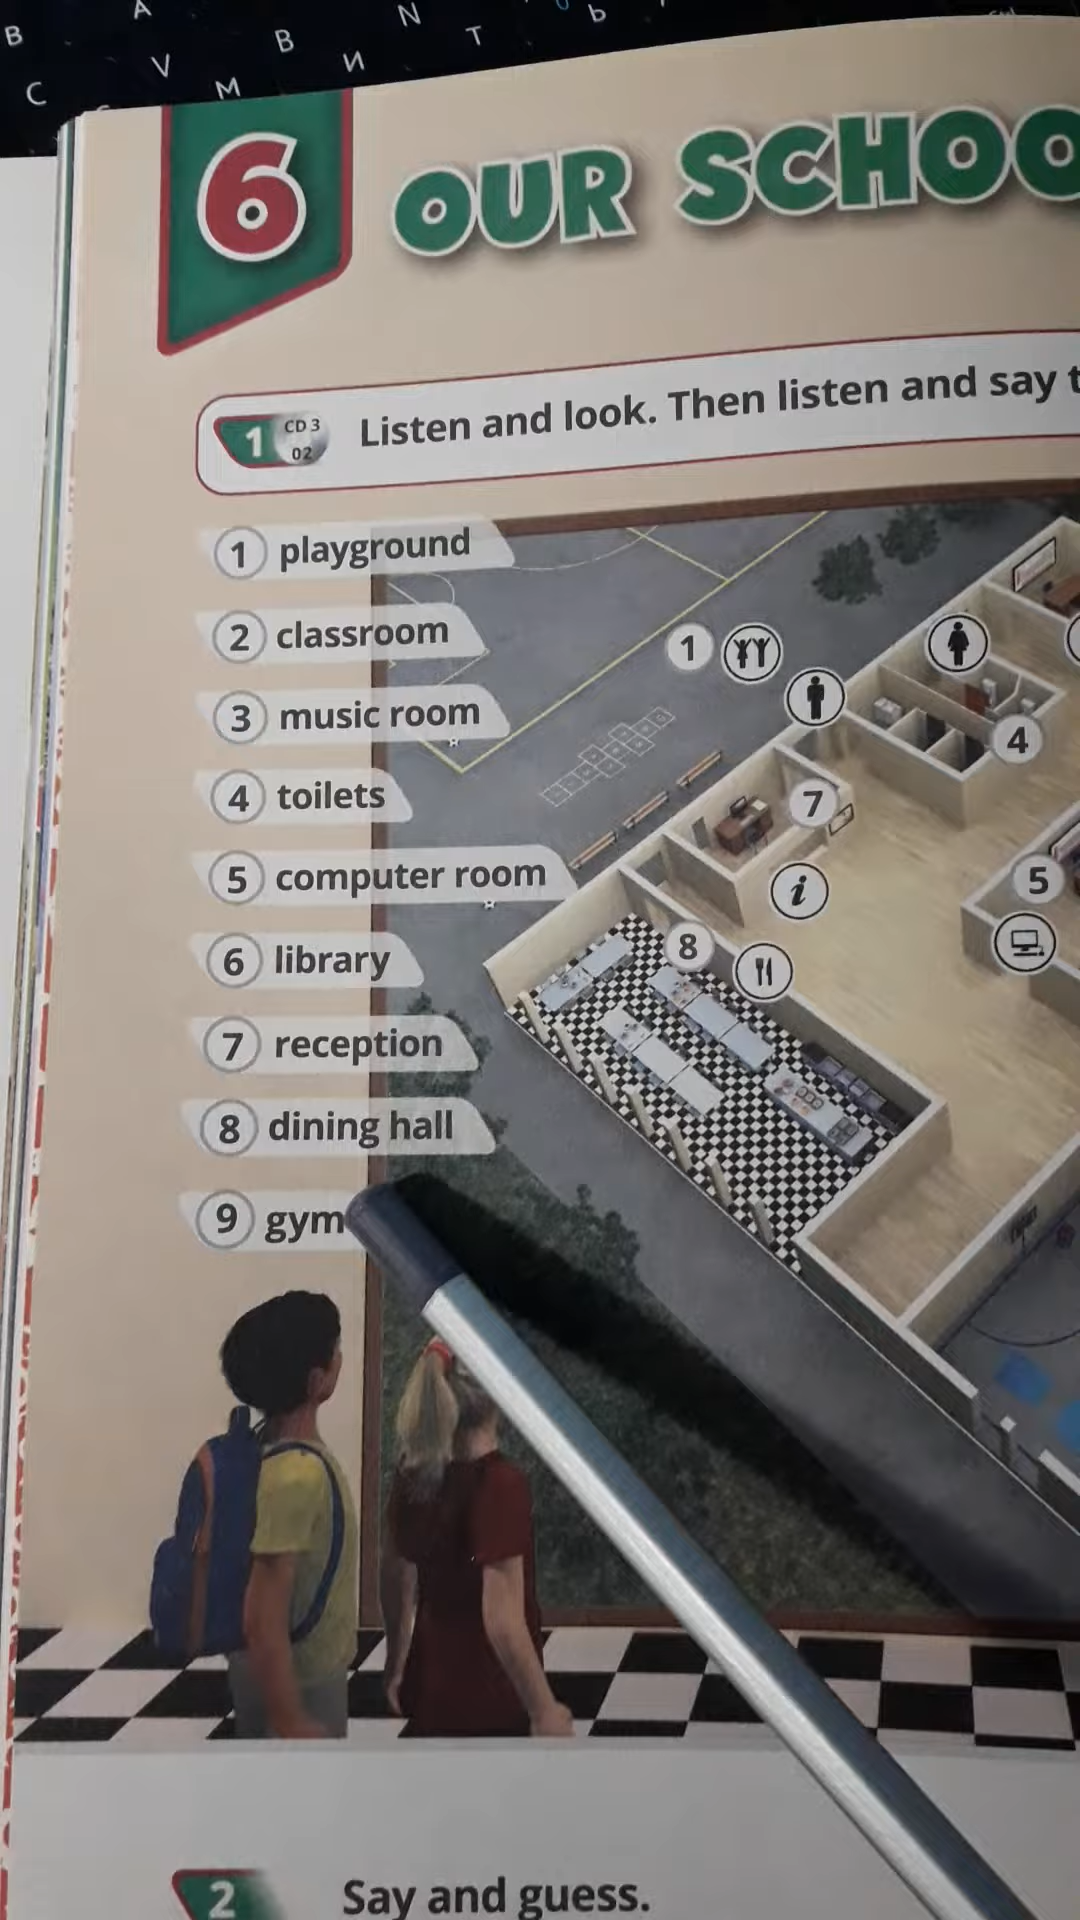 B A N Ь
C V B И T
M
6 OUR SCHOO
1 CD 3 02 Listen and look. Then listen and say t
1 playground
2 classroom
3 music room
4 toilets
5 computer room
6 library
7 reception
8 dining hall
9 gym
1
4
7
5
i
8
2 Say and guess.